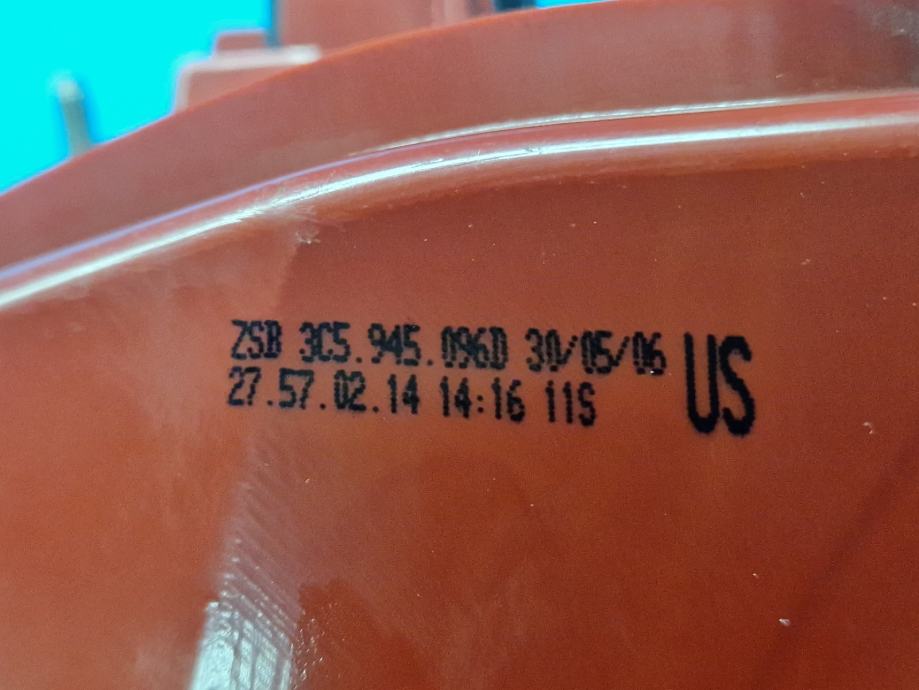 ZSB 3C5.945.096D 30/05/06 US
27.57.02.14 14:16 11S